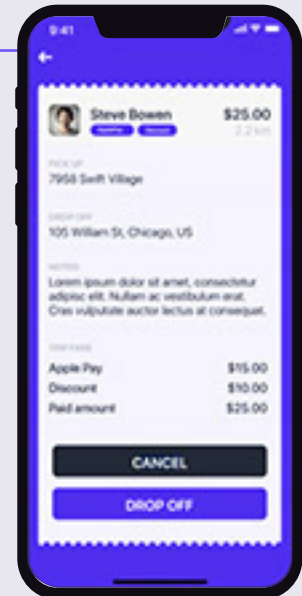 9:41
Steve Bowen $25.00
ApplePay Discount 2.2 km
PICK UP
7958 Swift Village
DROP OFF
105 William St, Chicago, US
NOTED
Lorem ipsum dolor sit amet, consectetur
adipisc elit. Nullam ac vestibulum erat.
Cras vulputate auctor lectus at consequat.
TRIP FARE
Apple Pay $15.00
Discount $10.00
Paid amount $25.00
CANCEL
DROP OFF